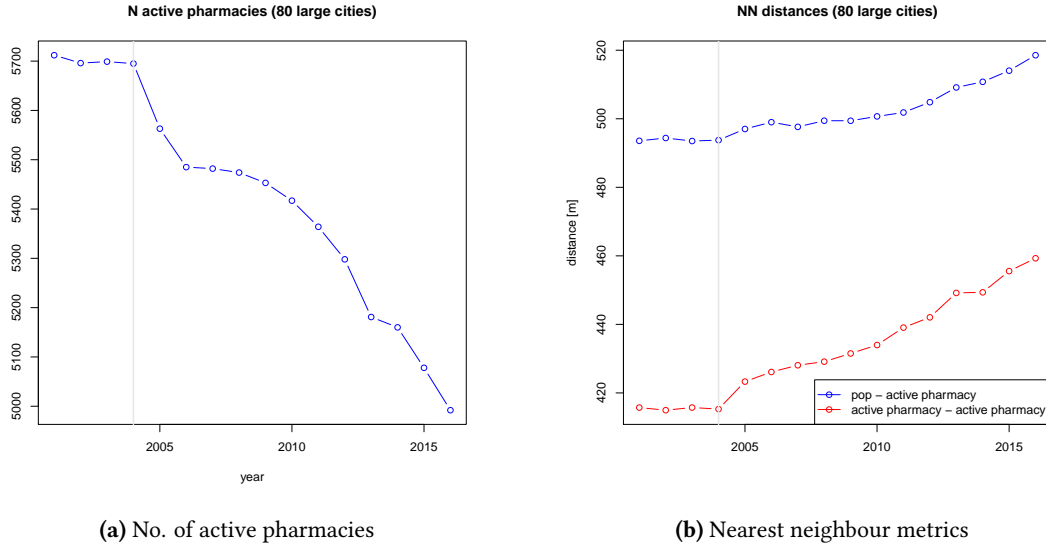 N active pharmacies (80 large cities)
5700
5600
5500
5400
5300
5200
5100
5000
2005
2010
2015
year
(a) No. of active pharmacies
NN distances (80 large cities)
distance [m]
520
500
480
460
440
420
pop – active pharmacy
active pharmacy – active pharmacy
2005
2010
2015
(b) Nearest neighbour metrics